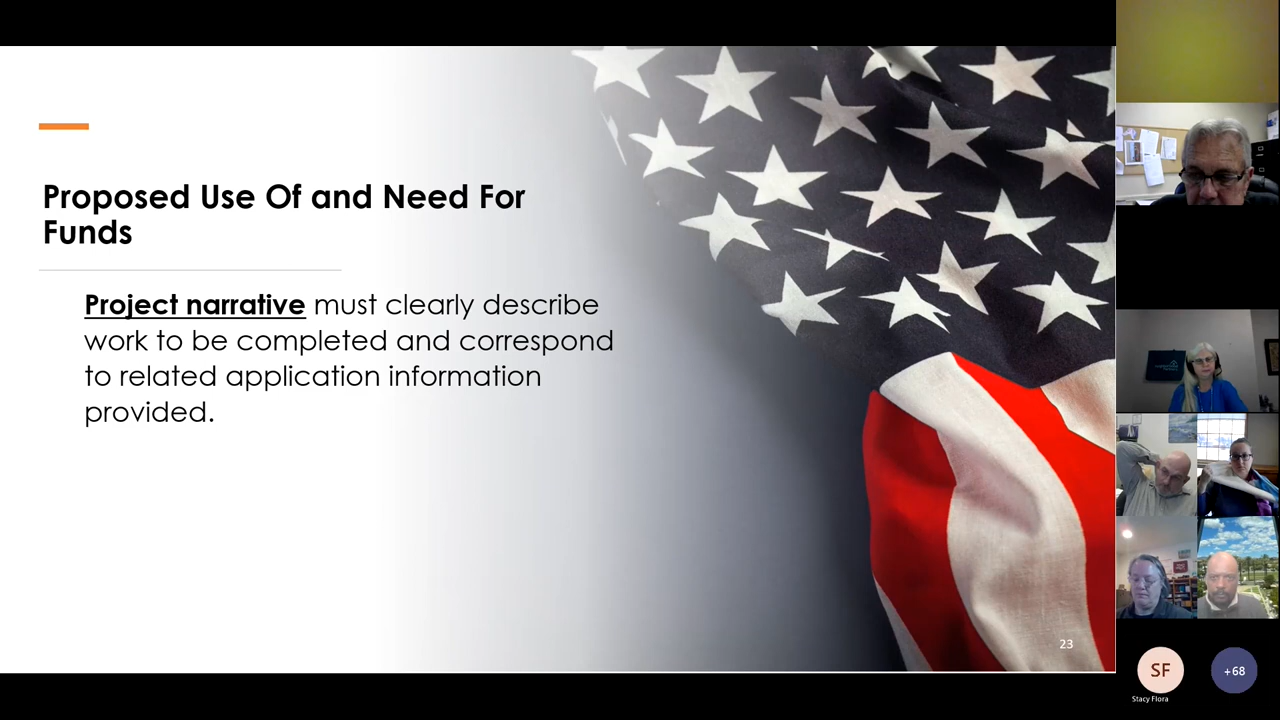 Proposed Use Of and Need For
Funds
Project narrative must clearly describe
work to be completed and correspond
to related application information
provided.
23
SF
+68
Stacy Flora